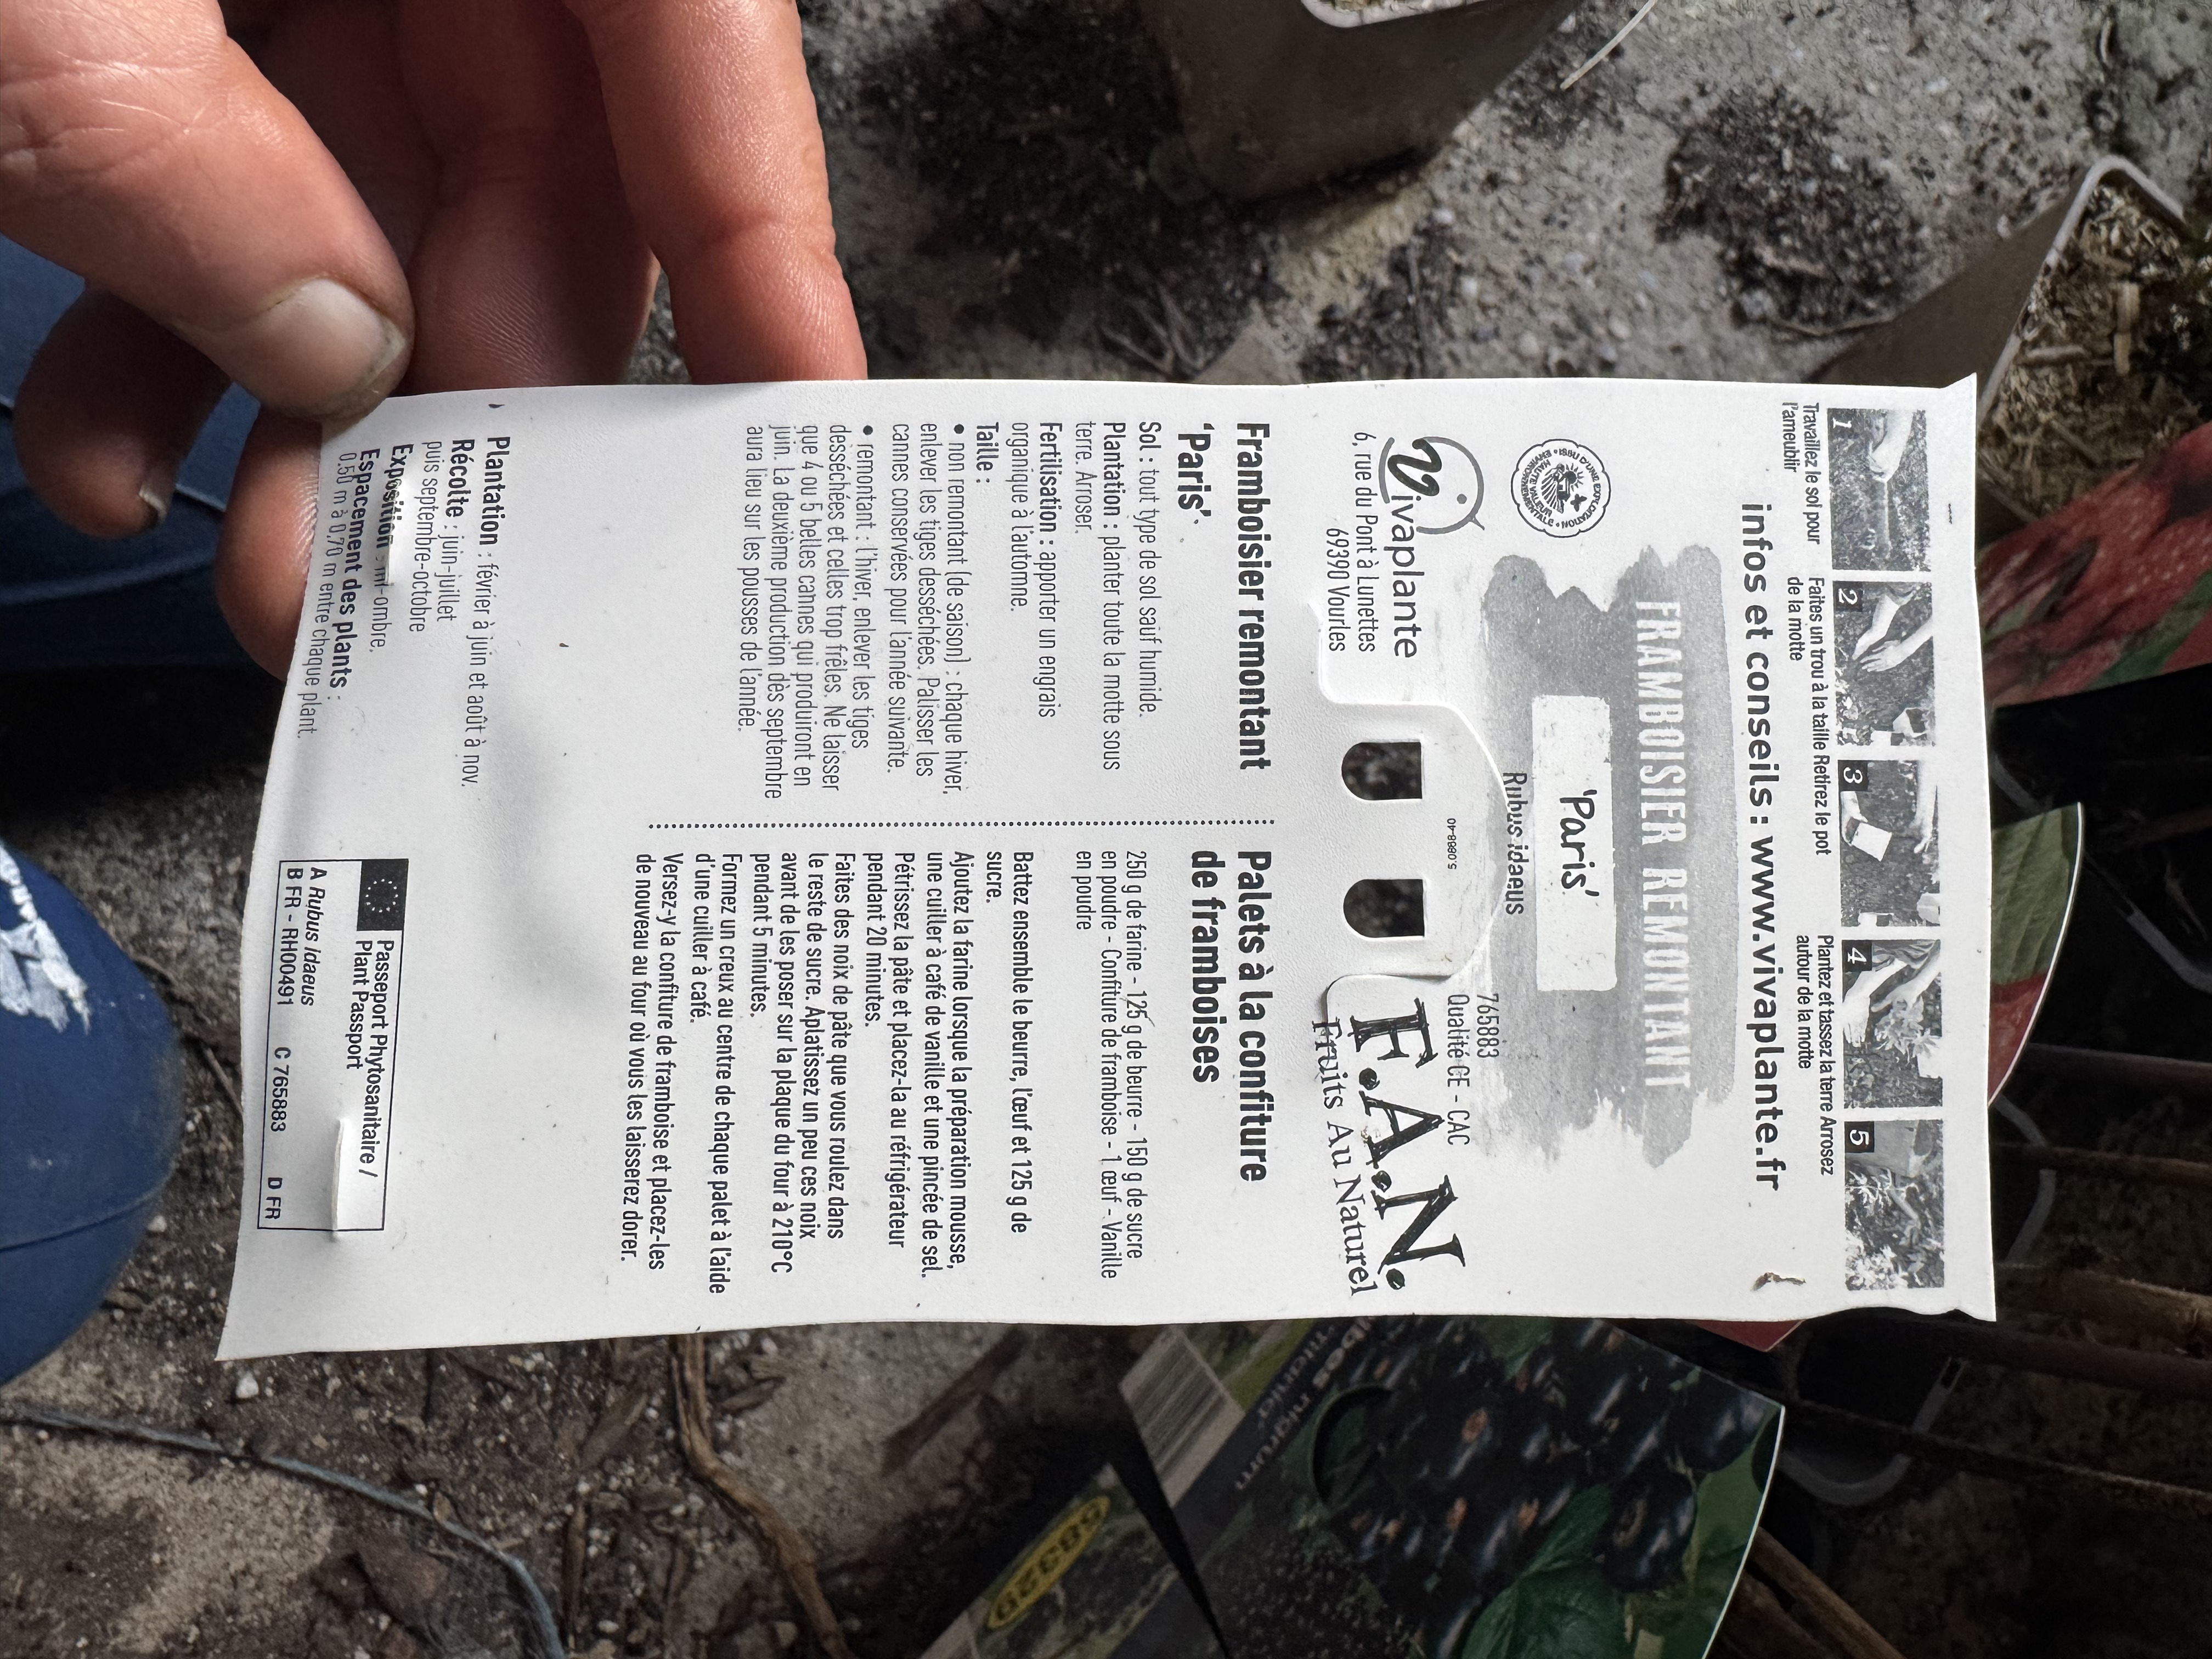 1
2
3
4
5
Travaillez le sol pour
l'ameublir
Faites un trou à la taille
de la motte
Retirez le pot
Plantez et tassez la terre
autour de la motte
Arrosez
infos et conseils : www.vivaplante.fr
FRAMBOISIER REMONTANT
'Paris'
Rubus idaeus
ISSU D'UNE EXPLOITATION
HAUTE VALEUR
ENVIRONNEMENTALE
Vivaplante
6, rue du Pont à Lunettes
69390 Vourles
765883
Qualité CE - CAC
F.A.N.
Fruits Au Naturel
Framboisier remontant
'Paris'
Sol : tout type de sol sauf humide.
Plantation : planter toute la motte sous
terre. Arroser.
Fertilisation : apporter un engrais
organique à l'automne.
Taille :
• non remontant (de saison) : chaque hiver,
enlever les tiges desséchées. Palisser les
cannes conservées pour l'année suivante.
• remontant : l'hiver, enlever les tiges
desséchées et celles trop frêles. Ne laisser
que 4 ou 5 belles cannes qui produiront en
juin. La deuxième production dès septembre
aura lieu sur les pousses de l'année.
Plantation : février à juin et août à nov.
Récolte : juin-juillet
puis septembre-octobre
Exposition : mi-ombre.
Espacement des plants :
0.50 m à 0,70 m entre chaque plant.
Palets à la confiture
de framboises
250 g de farine - 125 g de beurre - 150 g de sucre
en poudre - Confiture de framboise - 1 œuf - Vanille
en poudre
Battez ensemble le beurre, l'œuf et 125 g de
sucre.
Ajoutez la farine lorsque la préparation mousse,
une cuiller à café de vanille et une pincée de sel.
Pétrissez la pâte et placez-la au réfrigérateur
pendant 20 minutes.
Faites des noix de pâte que vous roulez dans
le reste de sucre. Aplatissez un peu ces noix
avant de les poser sur la plaque du four à 210°C
pendant 5 minutes.
Formez un creux au centre de chaque palet à l'aide
d'une cuiller à café.
Versez-y la confiture de framboise et placez-les
de nouveau au four où vous les laisserez dorer.
Passeport Phytosanitaire /
Plant Passport
A Rubus Idaeus
B FR - RH00491 C 765883 D FR
nigrum
68329